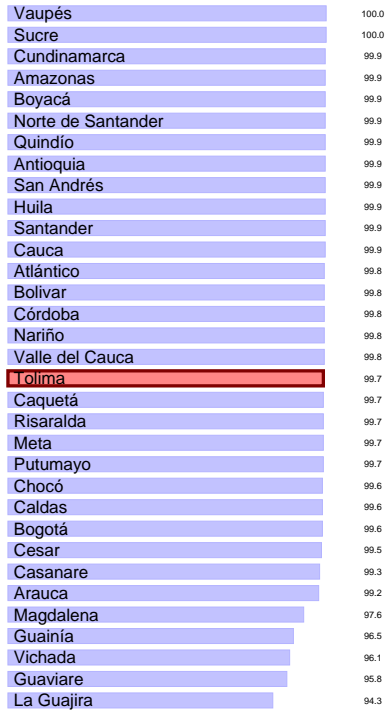 Vaupés 100.0
Sucre 100.0
Cundinamarca 99.9
Amazonas 99.9
Boyacá 99.9
Norte de Santander 99.9
Quindío 99.9
Antioquia 99.9
San Andrés 99.9
Huila 99.9
Santander 99.9
Cauca 99.9
Atlántico 99.8
Bolivar 99.8
Córdoba 99.8
Nariño 99.8
Valle del Cauca 99.8
Tolima 99.7
Caquetá 99.7
Risaralda 99.7
Meta 99.7
Putumayo 99.7
Chocó 99.6
Caldas 99.6
Bogotá 99.6
Cesar 99.5
Casanare 99.3
Arauca 99.2
Magdalena 97.6
Guainía 96.5
Vichada 96.1
Guaviare 95.8
La Guajira 94.3